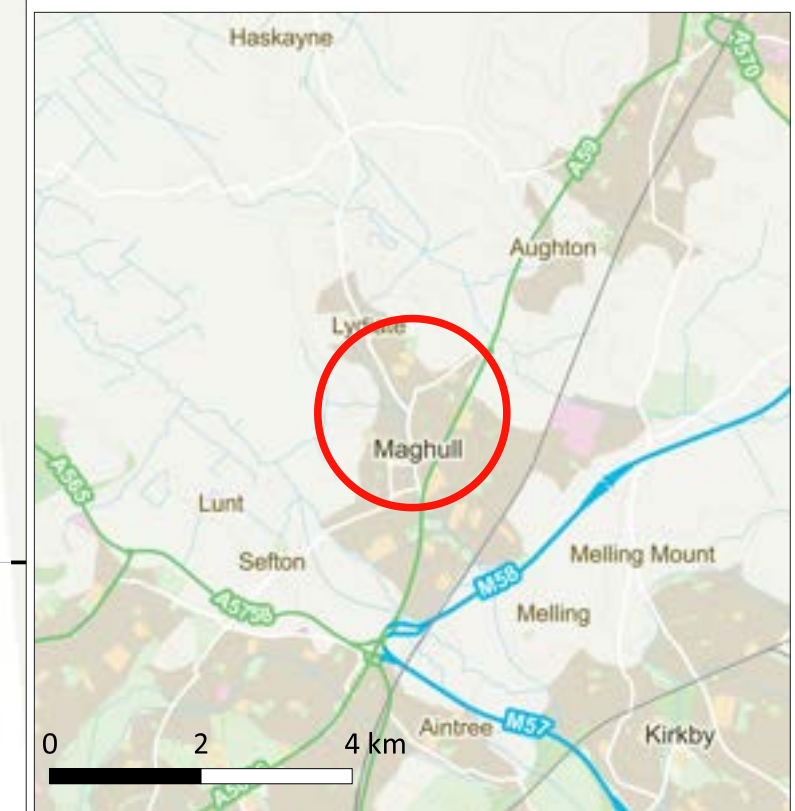 Haskayne
A570
A59
Aughton
Lydiate
Maghull
A565
Lunt
Sefton
Melling Mount
M58
A5758
Melling
Aintree
M57
Kirkby
0 2 4 km